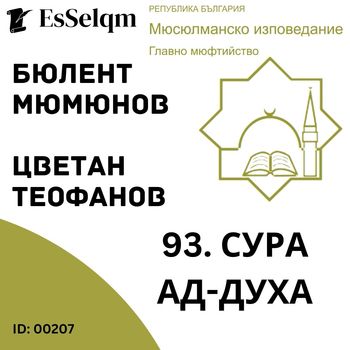 EsSelqm
РЕПУБЛИКА БЪЛГАРИЯ
Мюсюлманско изповедание
Главно мюфтийство
БЮЛЕНТ
МЮМЮНОВ
ЦВЕТАН
ТЕОФАНОВ
93. СУРА
АД-ДУХА
ID: 00207